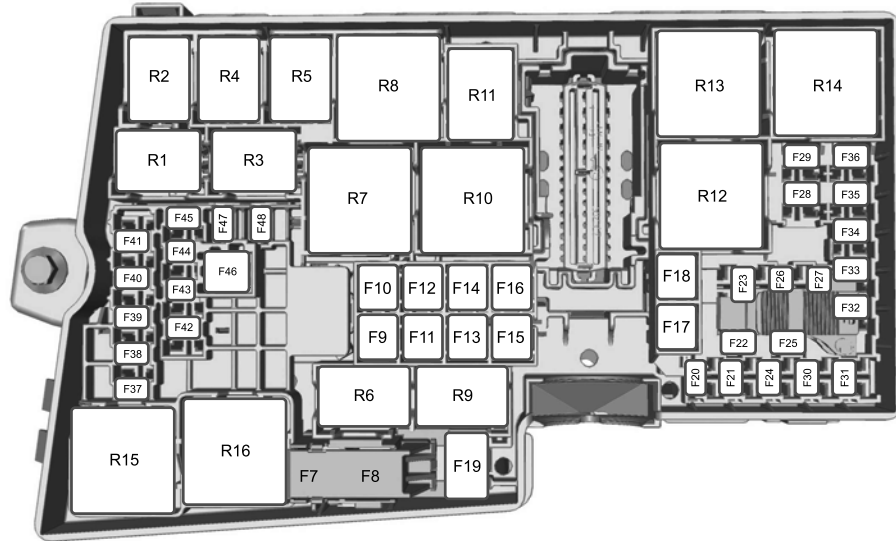 R2 R4 R5 R8 R11 R13 R14
R1 R3 R7 R10 R12 F29 F36
F28 F35
F45 F47 F48 F34
F41 F44 F46 F18 F23 F26 F27 F33
F40 F43 F10 F12 F14 F16 F32
F39 F42 F9 F11 F13 F15 F17 F22 F25
F38 F20 F21 F24 F30 F31
F37 R6 R9
R15 R16 F7 F8 F19